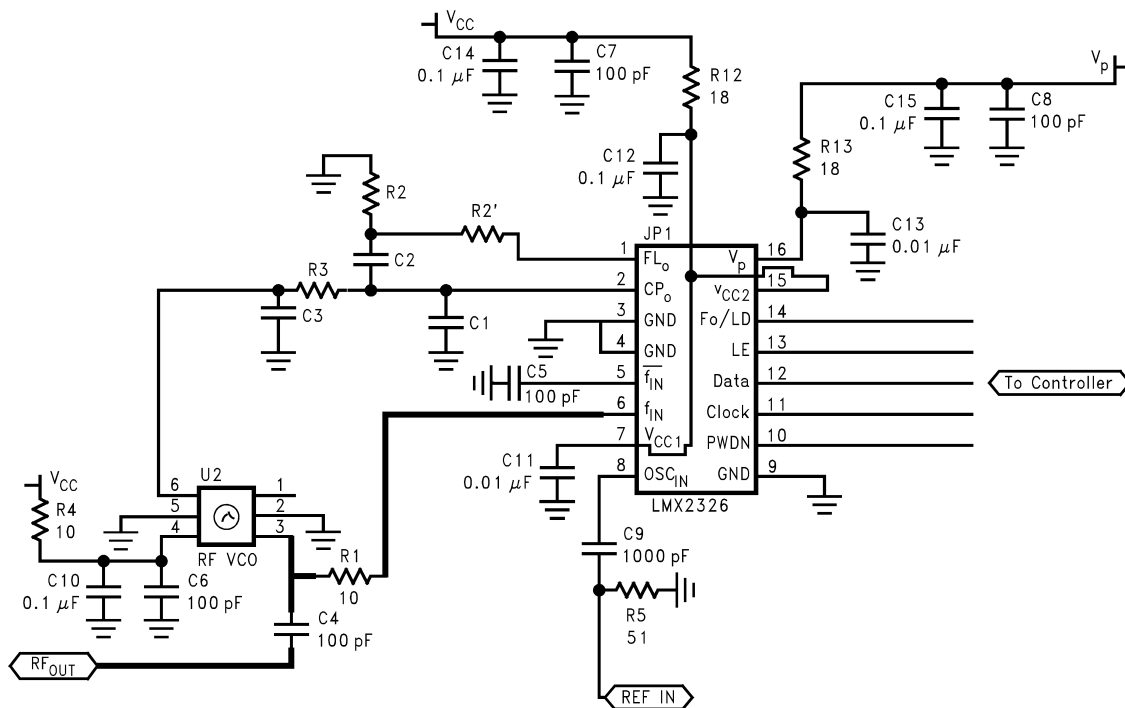 V_CC
C14
0.1 μF
C7
100 pF
R12
18
V_p
C15
0.1 μF
C8
100 pF
R13
18
C12
0.1 μF
C13
0.01 μF
R2
R2'
C2
R3
C3
C1
JP1
1 FL_o
2 CP_o
3 GND
4 GND
5 f̅_IN
6 f_IN
7 V_CC1
8 OSC_IN
V_p 16
V_CC2 15
Fo/LD 14
LE 13
Data 12
Clock 11
PWDN 10
GND 9
LMX2326
To Controller
C5
100 pF
C11
0.01 μF
V_CC
R4
10
U2
6
5
4
1
2
3
RF VCO
C10
0.1 μF
C6
100 pF
R1
10
C4
100 pF
RF_OUT
C9
1000 pF
R5
51
REF IN